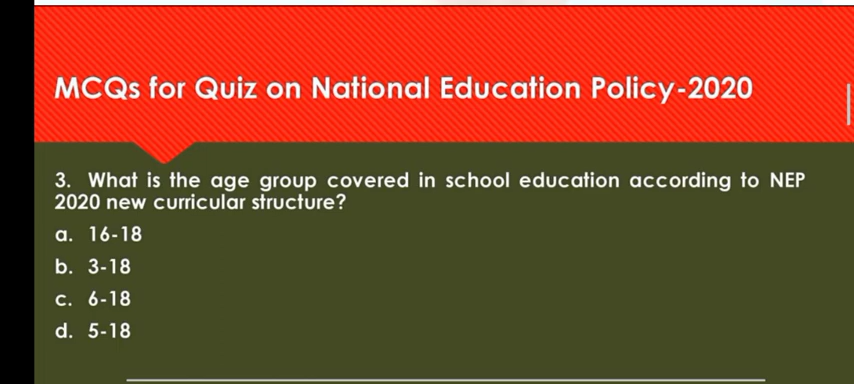 MCQs for Quiz on National Education Policy-2020
3. What is the age group covered in school education according to NEP
2020 new curricular structure?
a. 16-18
b. 3-18
c. 6-18
d. 5-18